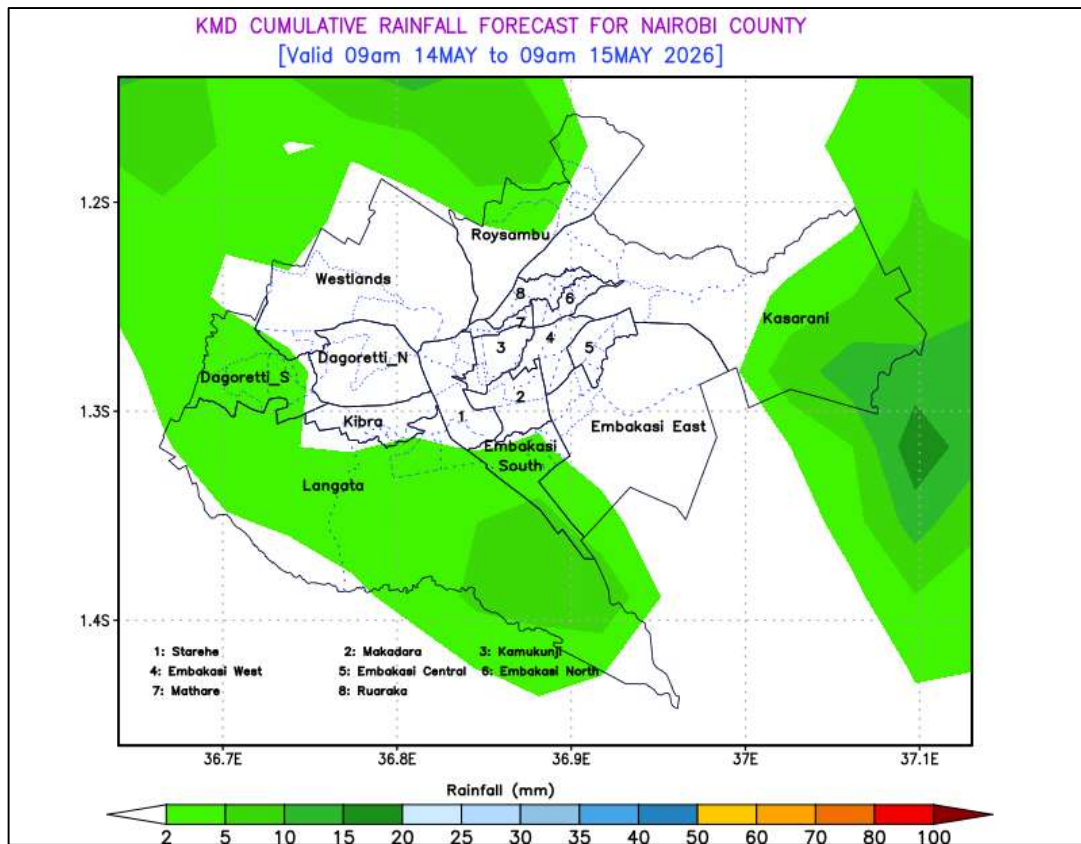 KMD CUMULATIVE RAINFALL FORECAST FOR NAIROBI COUNTY
[Valid 09am 14MAY to 09am 15MAY 2026]
1.2S
1.3S
1.4S
Roysambu
Westlands
8
6
7
Kasarani
4
3
5
Dagoretti_N
Dagoretti_S
2
1
Kibra
Embakasi East
Embakasi
South
Langata
1: Starehe 2: Makadara 3: Kamukunji
4: Embakasi West 5: Embakasi Central 6: Embakasi North
7: Mathare 8: Ruaraka
36.7E 36.8E 36.9E 37E 37.1E
Rainfall (mm)
2 5 10 15 20 25 30 35 40 50 60 70 80 100